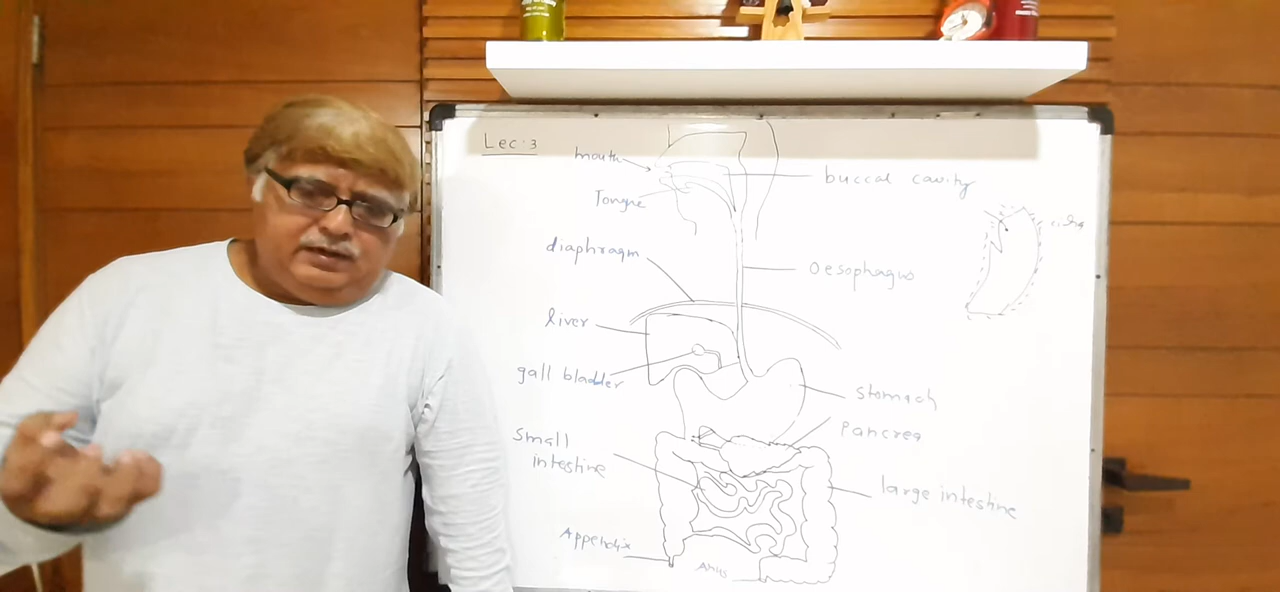 Lec. 3
mouth
buccal cavity
Tongue
diaphragm
Oesophagus
liver
gall bladder
Stomach
Pancrea
Small
intestine
large intestine
Appendix
Anus